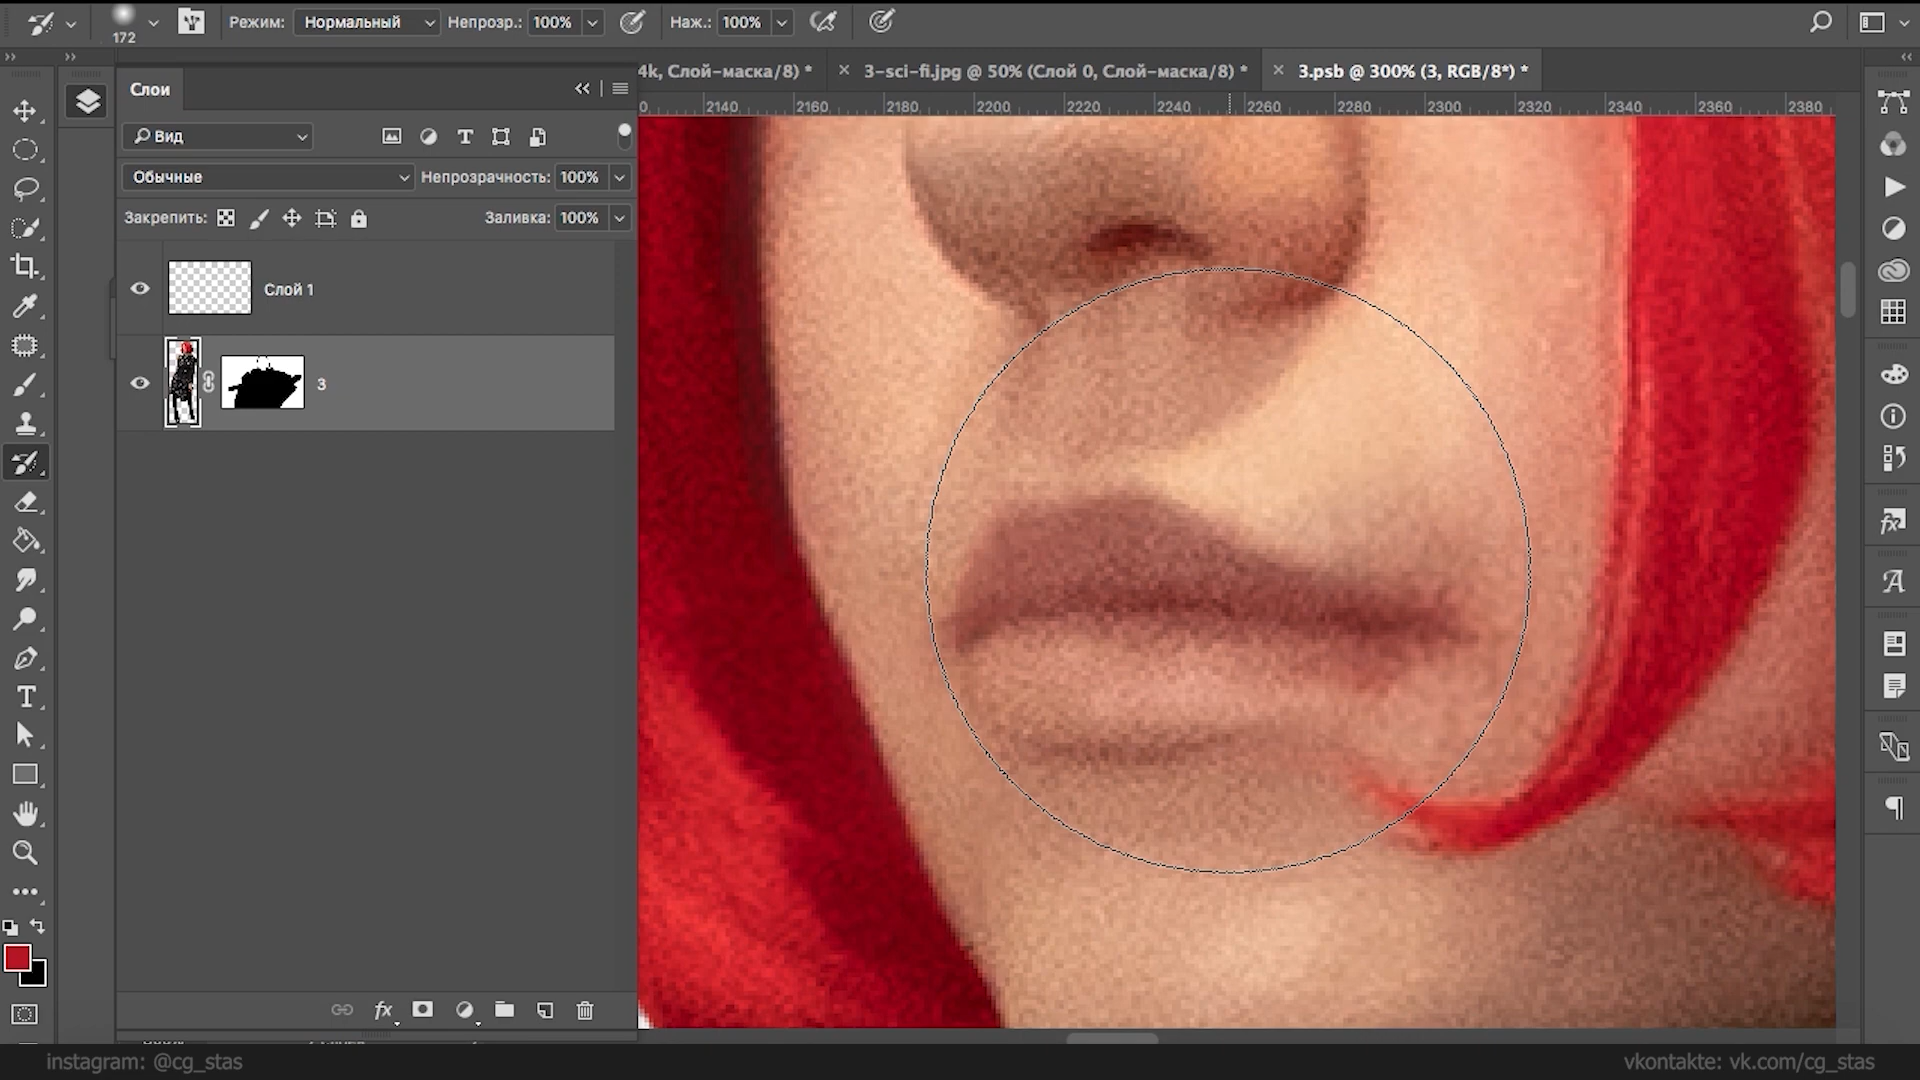 172
Режим:
Нормальный
Непрозр.:
100%
Наж.:
100%
4k, Слой-маска/8) *
3-sci-fi.jpg @ 50% (Слой 0, Слой-маска/8) *
3.psb @ 300% (3, RGB/8*) *
Слои
0 2140 2160 2180 2200 2220 2240 2260 2280 2300 2320 2340 2360 2380
Вид
Обычные
Непрозрачность:
100%
Закрепить:
Заливка:
100%
Слой 1
3
instagram: @cg_stas
vkontakte: vk.com/cg_stas